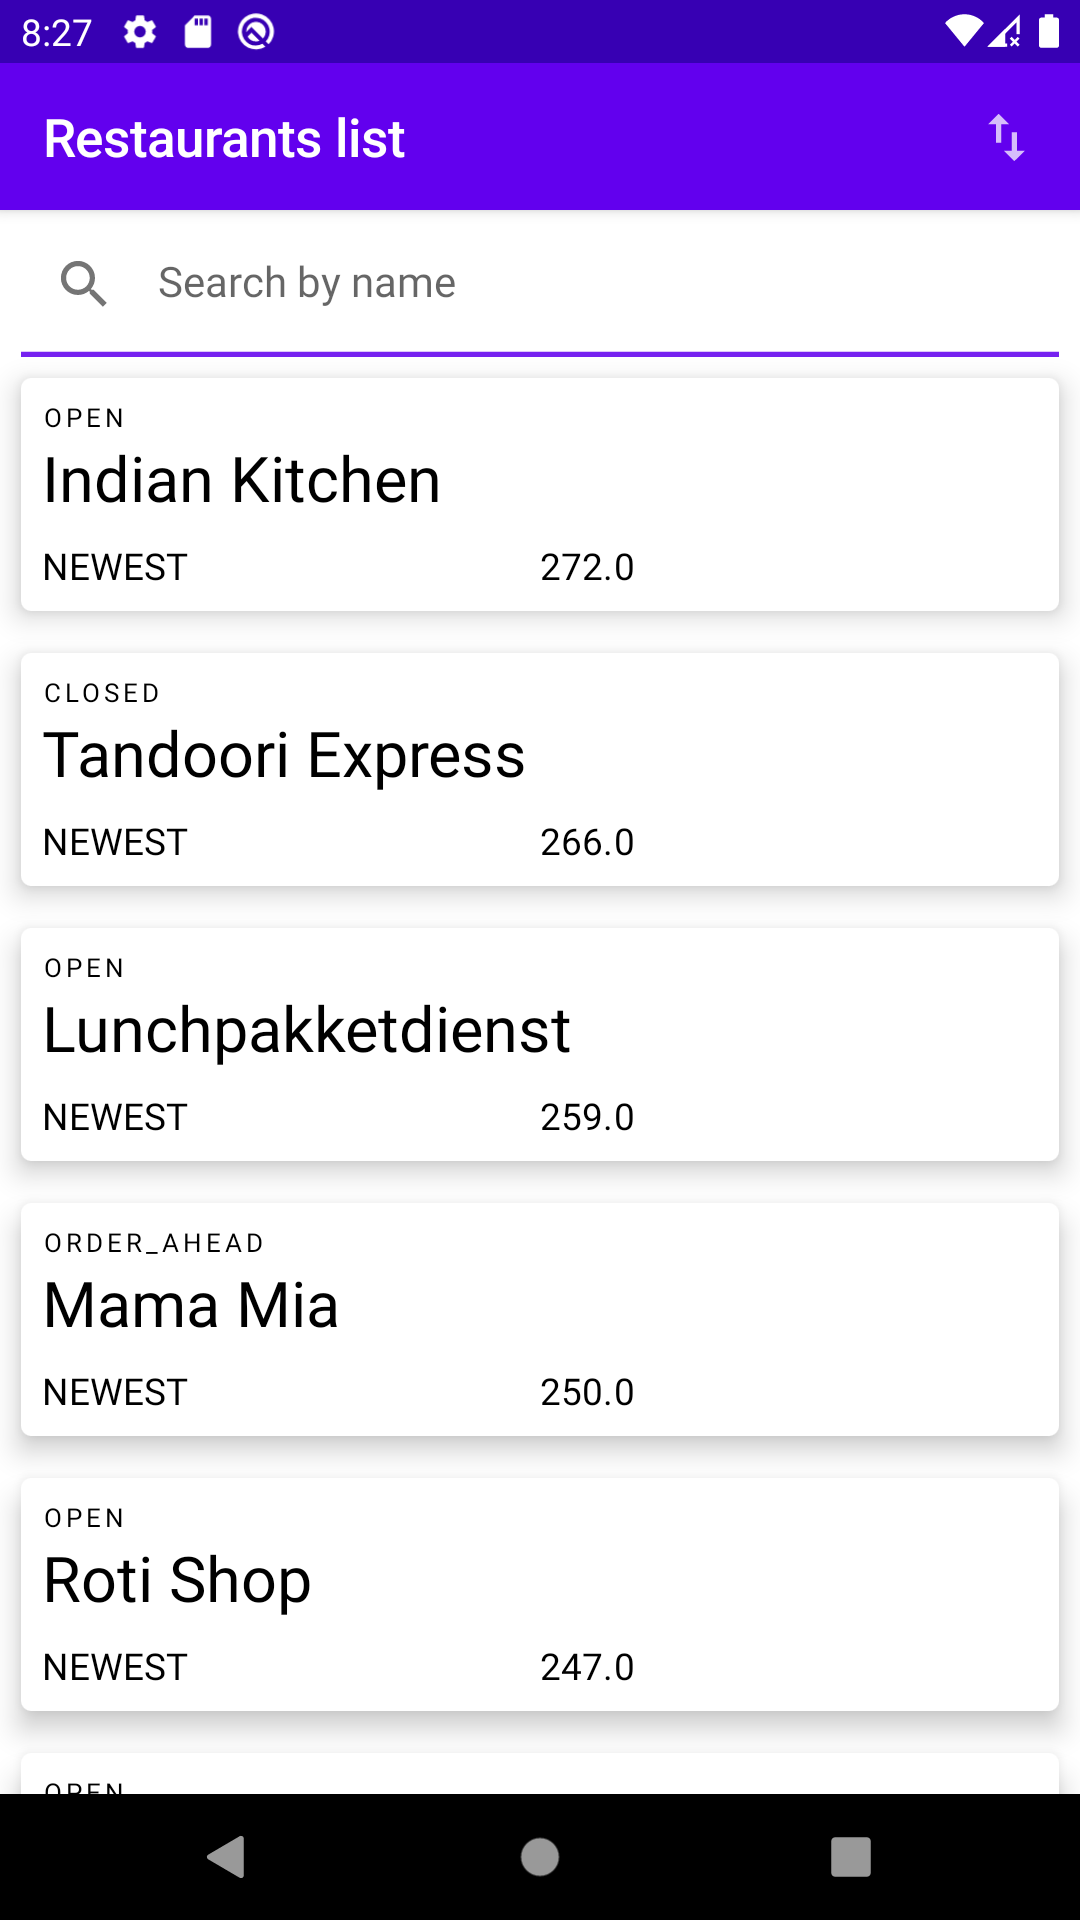 8:27
Restaurants list
Search by name
OPEN
Indian Kitchen
NEWEST 272.0
CLOSED
Tandoori Express
NEWEST 266.0
OPEN
Lunchpakketdienst
NEWEST 259.0
ORDER_AHEAD
Mama Mia
NEWEST 250.0
OPEN
Roti Shop
NEWEST 247.0
OPEN